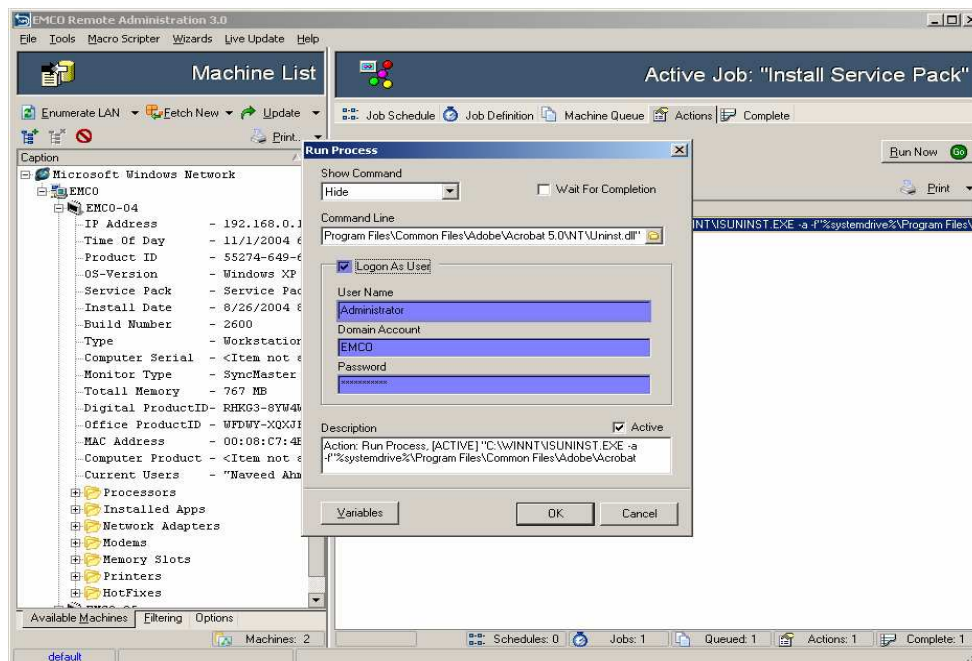 EMCO Remote Administration 3.0
File Tools Macro Scripter Wizards Live Update Help
Machine List
Active Job: "Install Service Pack"
Enumerate LAN Fetch New Update
Print..
Job Schedule Job Definition Machine Queue Actions Complete
Run Now Go
Print
Caption
Microsoft Windows Network
EMCO
EMCO-04
IP Address - 192.168.0.1
Time Of Day - 11/1/2004 6
Product ID - 55274-649-6
OS-Version - Windows XP
Service Pack - Service Pac
Install Date - 8/26/2004 8
Build Number - 2600
Type - Workstation
Computer Serial - <Item not
Monitor Type - SyncMaster
Totall Memory - 767 MB
Digital ProductID- RHKG3-8YW4W
Office ProductID - WFDWY-XQXJ
MAC Address - 00:08:C7:4E
Computer Product - <Item not
Current Users - "Naveed Ahm
Processors
Installed Apps
Network Adapters
Modems
Memory Slots
Printers
HotFixes
EMCO-05
Available Machines Filtering Options
Machines: 2
default
Run Process
Show Command
Hide
Wait For Completion
Command Line
Program Files\Common Files\Adobe\Acrobat 5.0\NT\Uninst.dll"
Logon As User
User Name
Administrator
Domain Account
EMCO
Password
***********
Description
Active
Action: Run Process, [ACTIVE] "C:\WINNT\ISUNINST.EXE -a
-f"%systemdrive%\Program Files\Common Files\Adobe\Acrobat
Variables OK Cancel
INNT\ISUNINST.EXE -a -f"%systemdrive%\Program Files\
Schedules: 0 Jobs: 1 Queued: 1 Actions: 1 Complete: 1